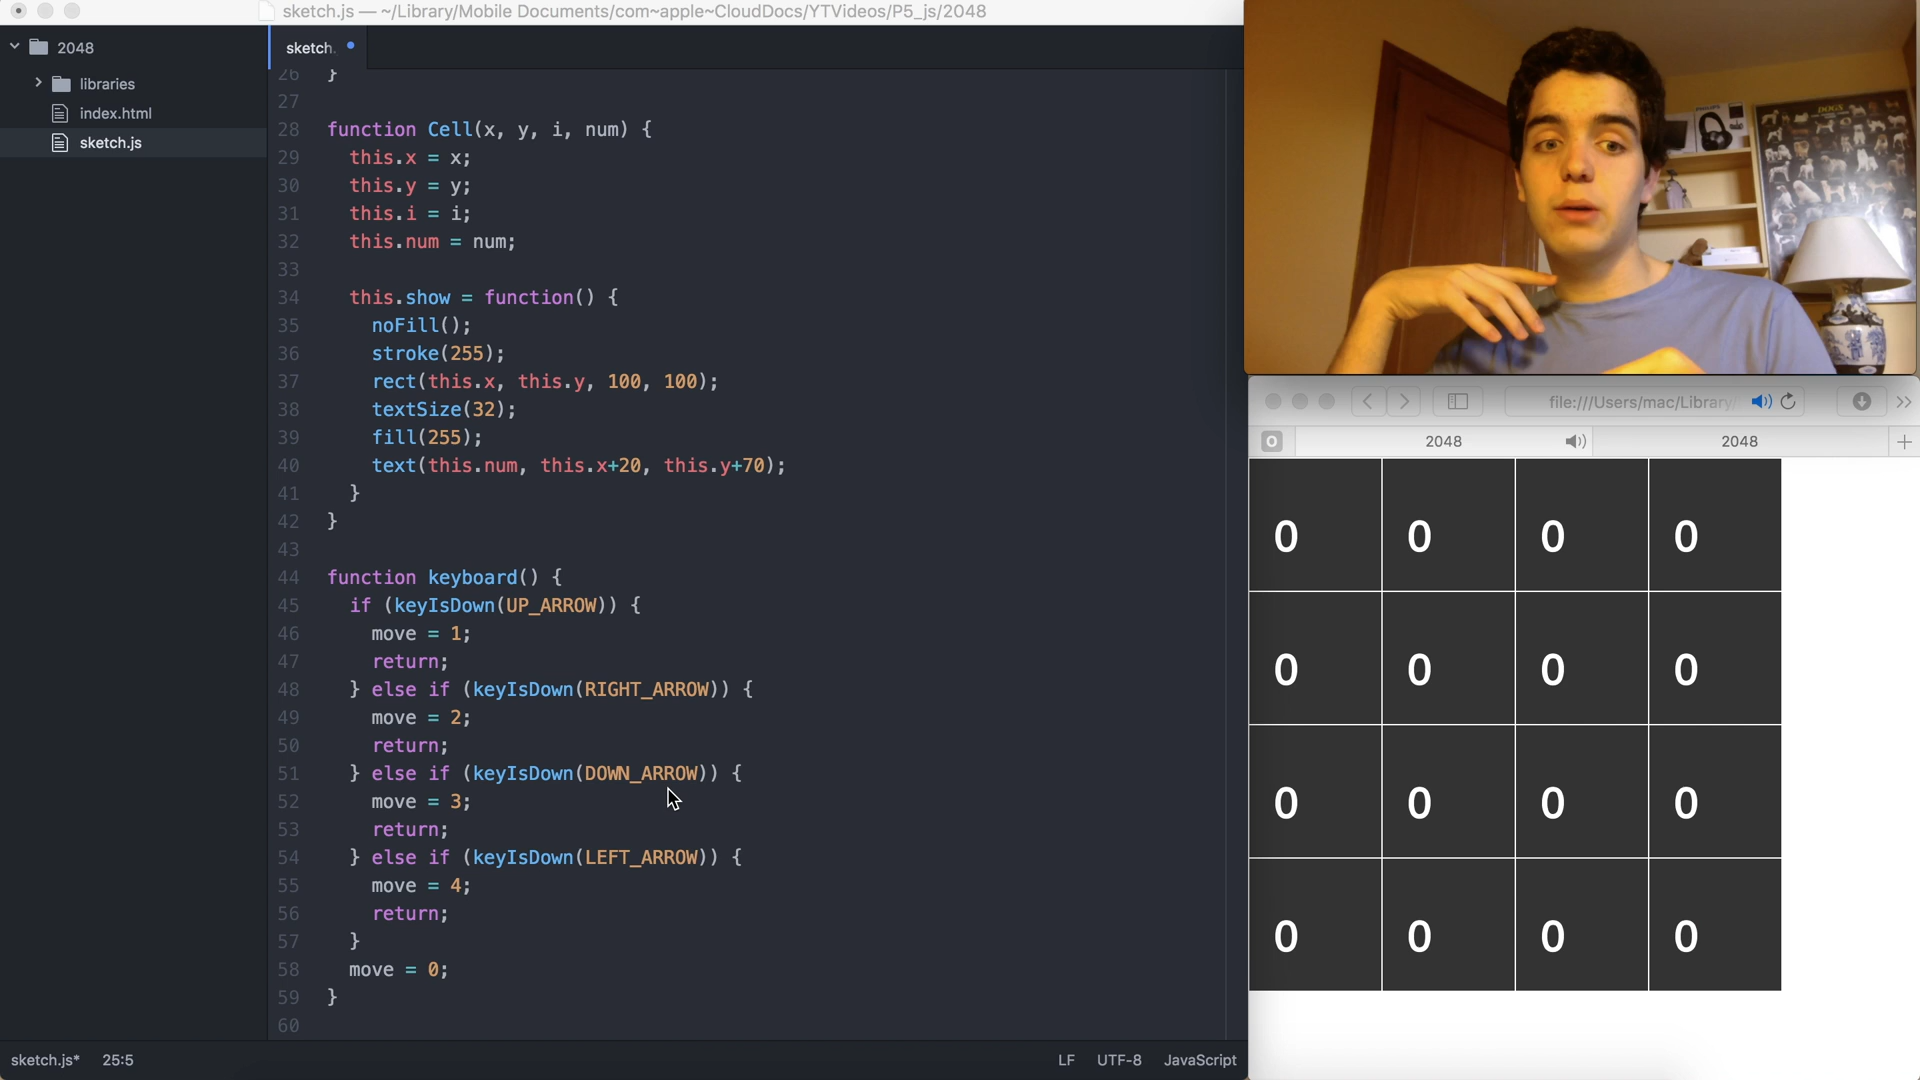 sketch.js — ~/Library/Mobile Documents/com~apple~CloudDocs/YTVideos/P5_js/2048
2048
libraries
index.html
sketch.js
sketch.
26 }
27
28 function Cell(x, y, i, num) {
29 this.x = x;
30 this.y = y;
31 this.i = i;
32 this.num = num;
33
34 this.show = function() {
35 noFill();
36 stroke(255);
37 rect(this.x, this.y, 100, 100);
38 textSize(32);
39 fill(255);
40 text(this.num, this.x+20, this.y+70);
41 }
42 }
43
44 function keyboard() {
45 if (keyIsDown(UP_ARROW)) {
46 move = 1;
47 return;
48 } else if (keyIsDown(RIGHT_ARROW)) {
49 move = 2;
50 return;
51 } else if (keyIsDown(DOWN_ARROW)) {
52 move = 3;
53 return;
54 } else if (keyIsDown(LEFT_ARROW)) {
55 move = 4;
56 return;
57 }
58 move = 0;
59 }
60
sketch.js* 25:5
LF UTF-8 JavaScript
PHILIPS
DOGS
file:///Users/mac/Library/
O 2048 2048
0 0 0 0
0 0 0 0
0 0 0 0
0 0 0 0